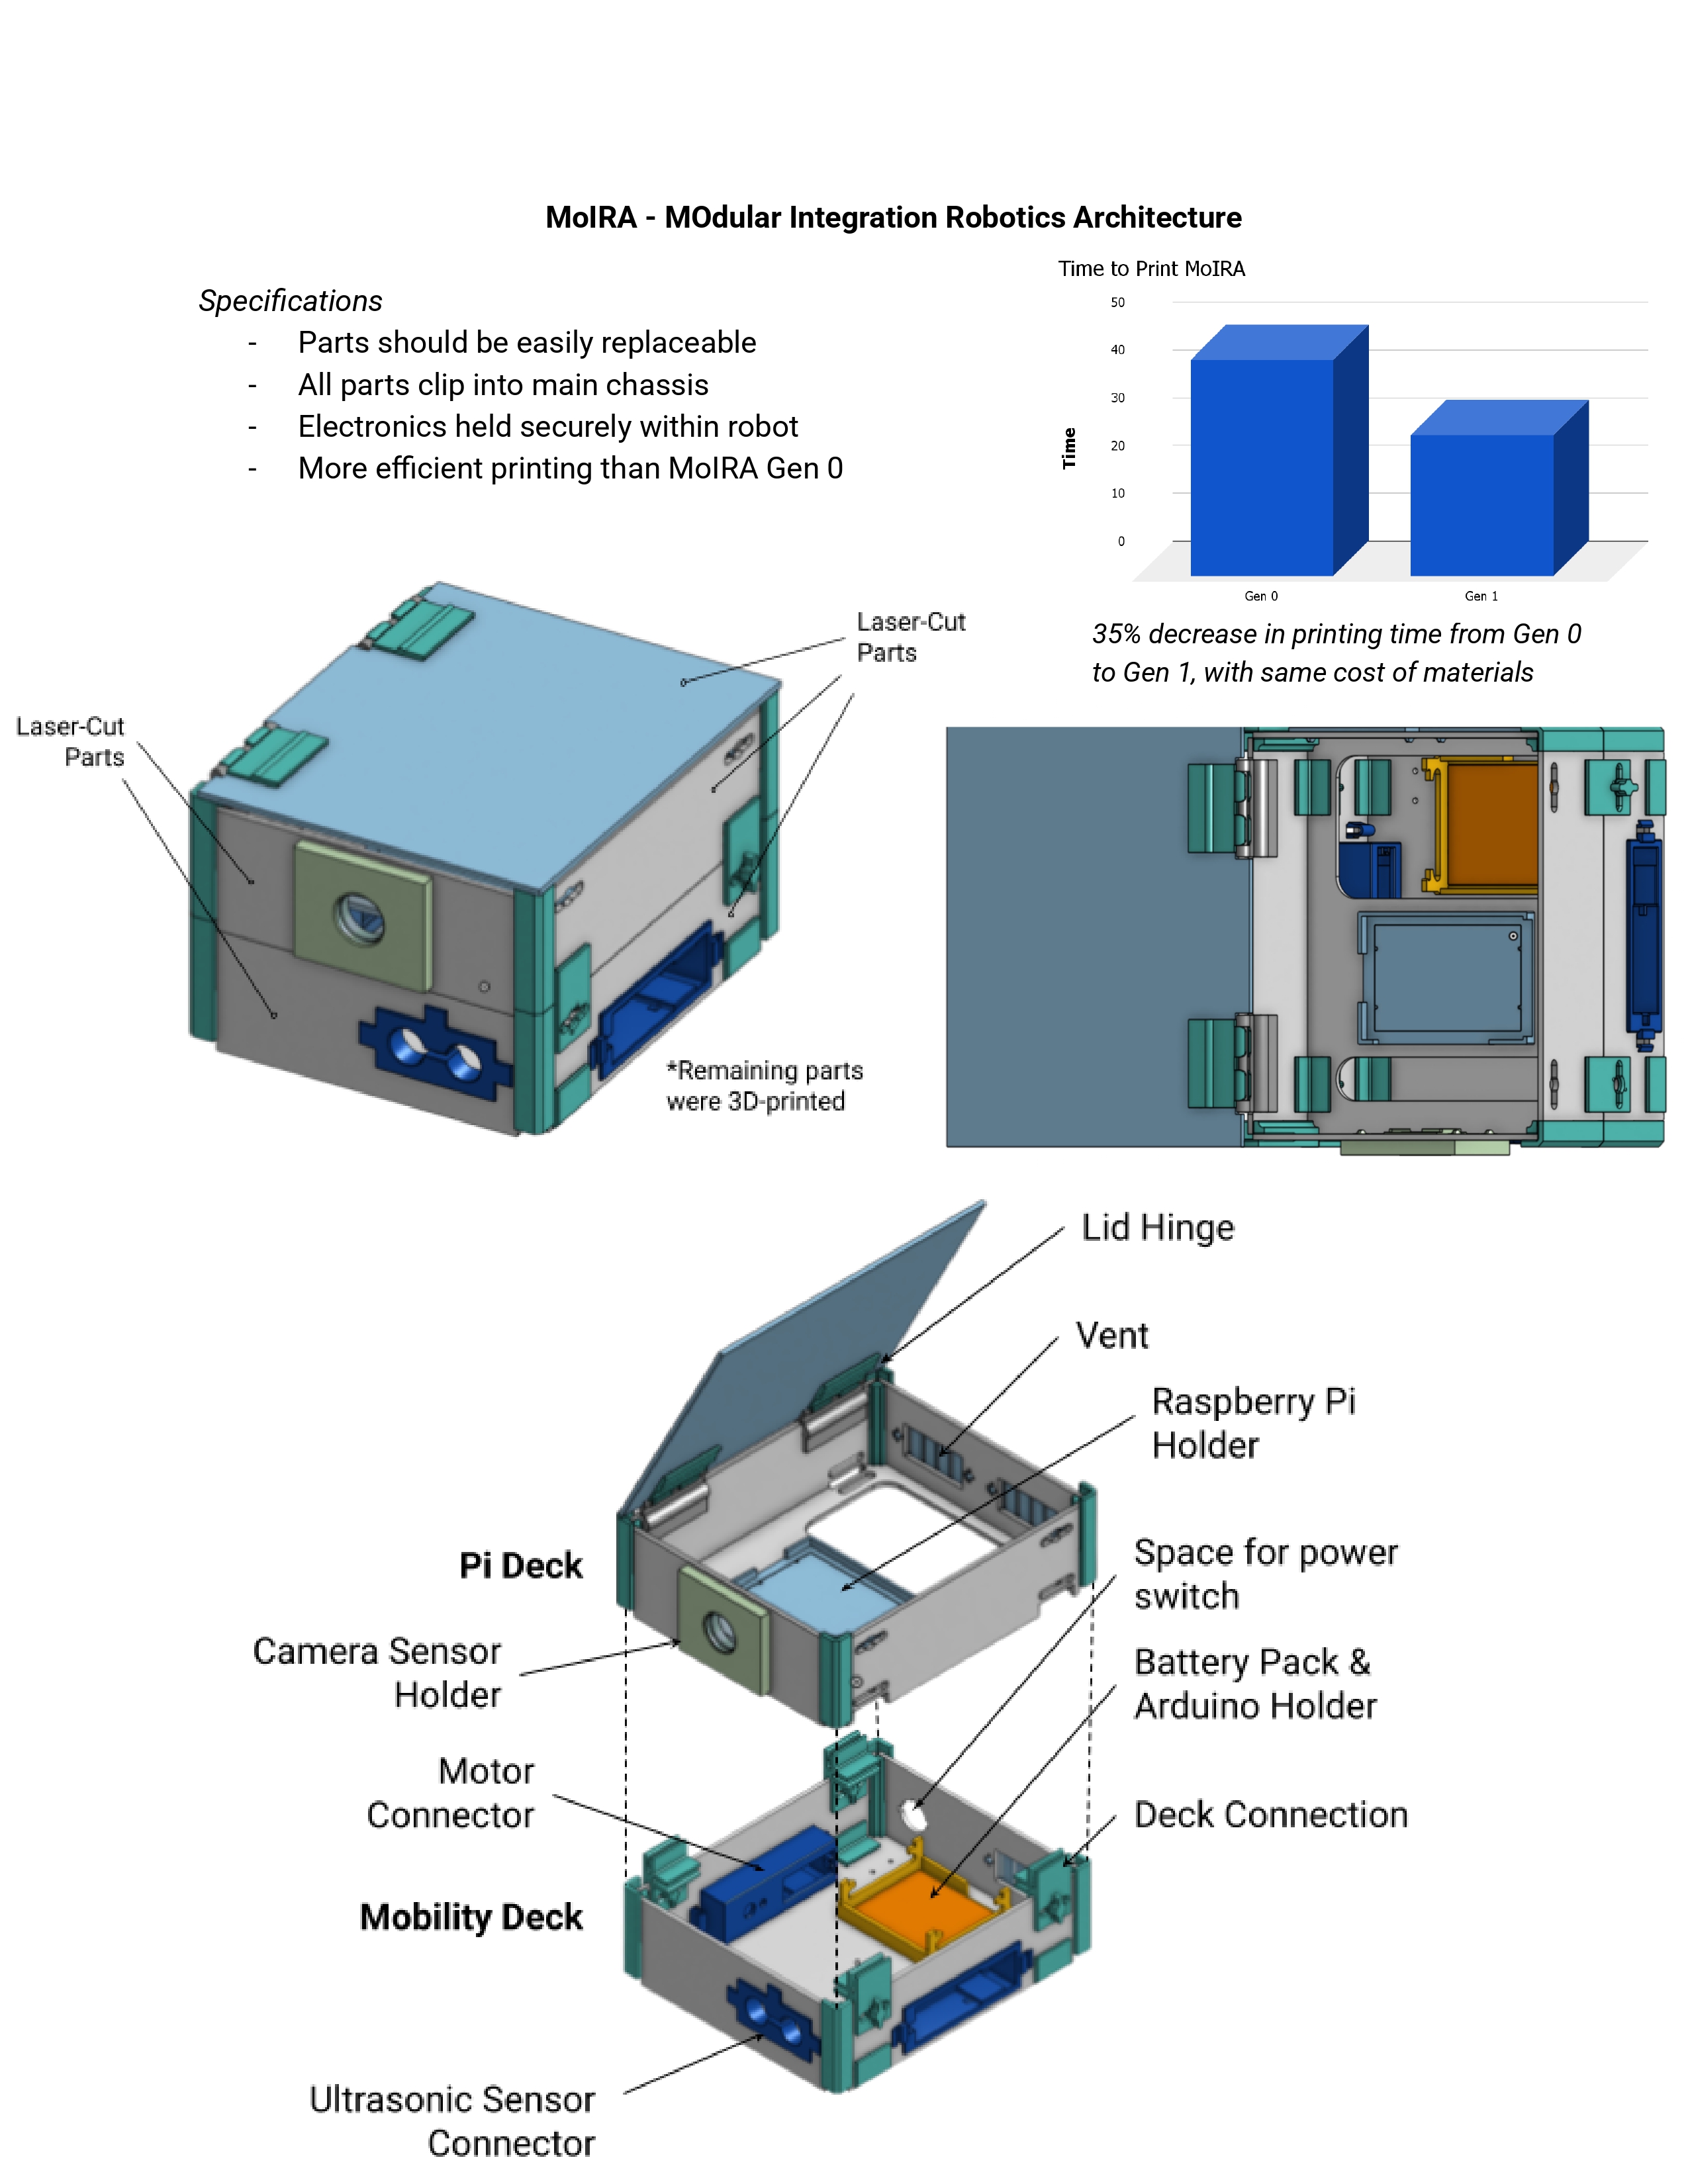 MoIRA - MOdular Integration Robotics Architecture
Specifications
- Parts should be easily replaceable
- All parts clip into main chassis
- Electronics held securely within robot
- More efficient printing than MoIRA Gen 0
Time to Print MoIRA
50
40
30
20
10
0
Time
Gen 0
Gen 1
35% decrease in printing time from Gen 0
to Gen 1, with same cost of materials
Laser-Cut
Parts
Laser-Cut
Parts
*Remaining parts
were 3D-printed
Lid Hinge
Vent
Raspberry Pi
Holder
Pi Deck
Space for power
switch
Camera Sensor
Holder
Battery Pack &
Arduino Holder
Motor
Connector
Deck Connection
Mobility Deck
Ultrasonic Sensor
Connector